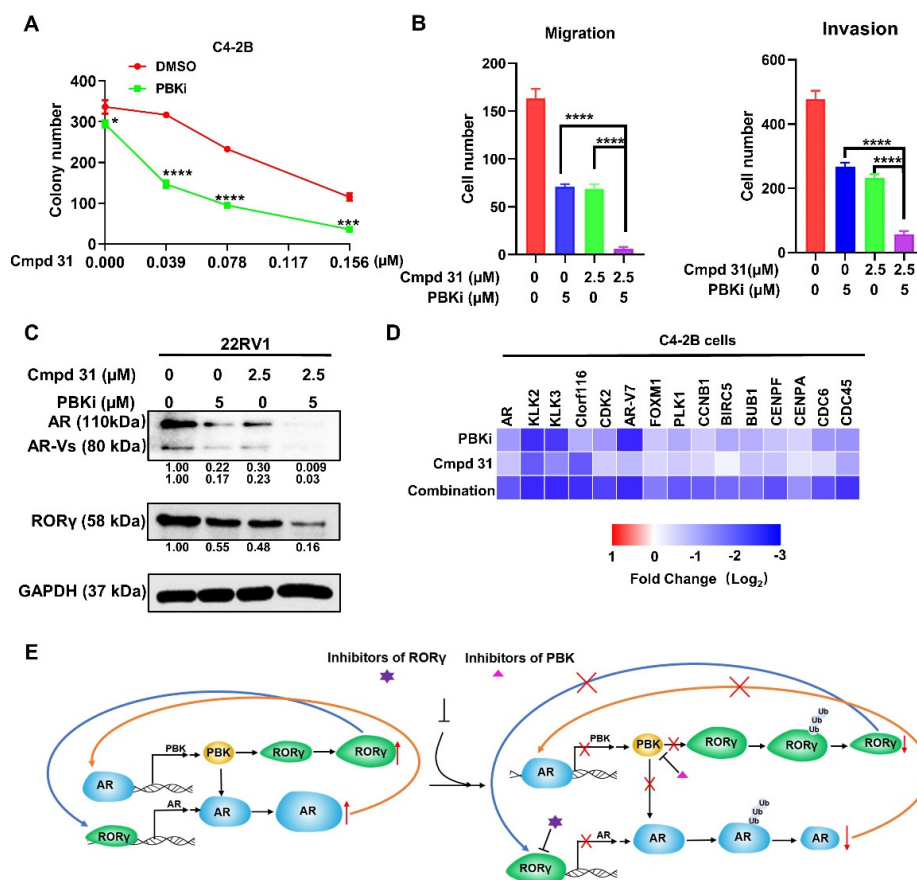 A
C4-2B
DMSO
PBKi
Colony number
400
300
200
100
0
*
****
****
***
Cmpd 31
0.000 0.039 0.078 0.117 0.156 (μM)
B
Migration
Cell number
200
150
100
50
0
****
****
Cmpd 31 (μM) 0 0 2.5 2.5
PBKi (μM) 0 5 0 5
Invasion
Cell number
600
400
200
0
****
****
Cmpd 31(μM) 0 0 2.5 2.5
PBKi (μM) 0 5 0 5
C
22RV1
Cmpd 31 (μM) 0 0 2.5 2.5
PBKi (μM) 0 5 0 5
AR (110kDa)
AR-Vs (80 kDa)
1.00 0.22 0.30 0.009
1.00 0.17 0.23 0.03
RORγ (58 kDa)
1.00 0.55 0.48 0.16
GAPDH (37 kDa)
D
C4-2B cells
AR KLK2 KLK3 Clorf116 CDK2 AR-V7 FOXM1 PLK1 CCNB1 BIRC5 BUB1 CENPF CENPA CDC6 CDC45
PBKi
Cmpd 31
Combination
1 0 -1 -2 -3
Fold Change (Log2)
E
Inhibitors of RORγ Inhibitors of PBK
PBK
PBK
RORγ
RORγ
AR
AR
AR
AR
RORγ
PBK
PBK
RORγ
Ub
Ub
Ub
RORγ
RORγ
AR
AR
AR
Ub
Ub
Ub
AR
AR
RORγ